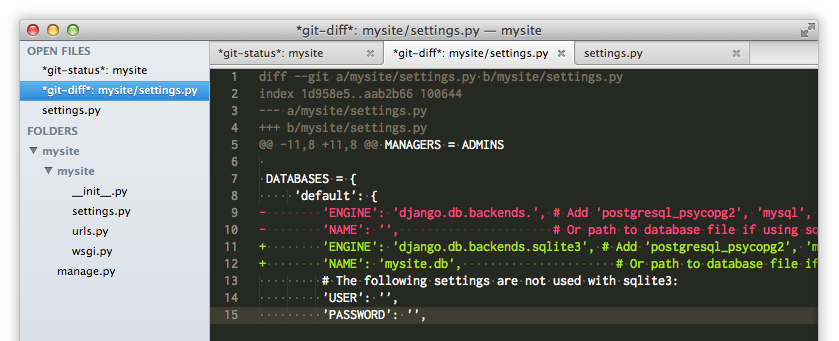 *git-diff*: mysite/settings.py — mysite
OPEN FILES
*git-status*: mysite
*git-diff*: mysite/settings.py
settings.py
FOLDERS
mysite
mysite
__init__.py
settings.py
urls.py
wsgi.py
manage.py
*git-status*: mysite
*git-diff*: mysite/settings.py
settings.py
1 diff --git a/mysite/settings.py b/mysite/settings.py
2 index 1d958e5..aab2b66 100644
3 --- a/mysite/settings.py
4 +++ b/mysite/settings.py
5 @@ -11,8 +11,8 @@ MANAGERS = ADMINS
6
7 DATABASES = {
8 'default': {
9 - 'ENGINE': 'django.db.backends.', # Add 'postgresql_psycopg2', 'mysql',
10 - 'NAME': '', # Or path to database file if using sq
11 + 'ENGINE': 'django.db.backends.sqlite3', # Add 'postgresql_psycopg2', 'm
12 + 'NAME': 'mysite.db', # Or path to database file if
13 # The following settings are not used with sqlite3:
14 'USER': '',
15 'PASSWORD': '',